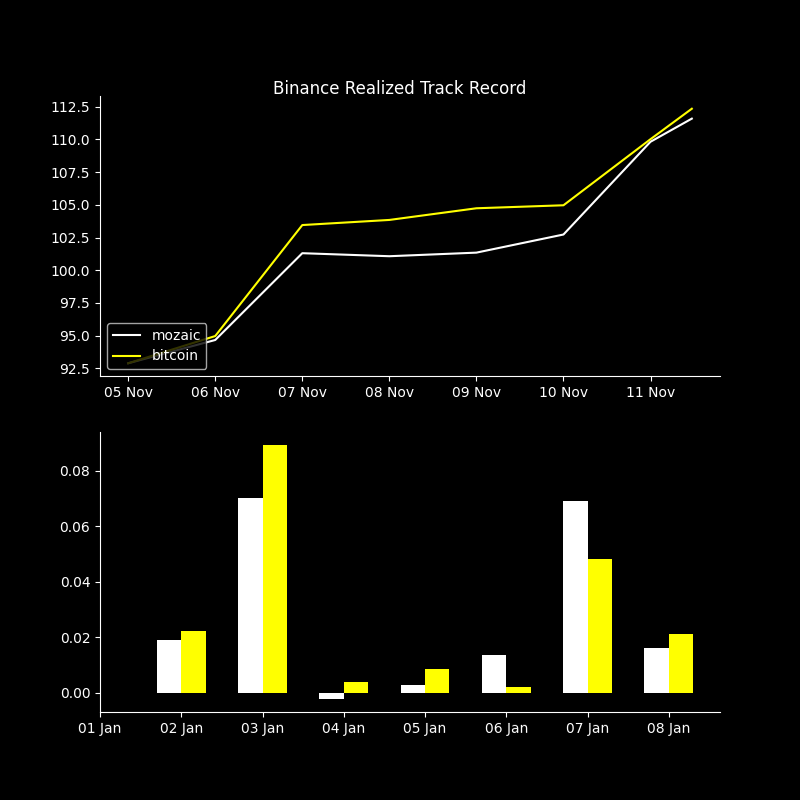 Binance Realized Track Record
112.5
110.0
107.5
105.0
102.5
100.0
97.5
95.0
92.5
mozaic
bitcoin
05 Nov 06 Nov 07 Nov 08 Nov 09 Nov 10 Nov 11 Nov
0.08
0.06
0.04
0.02
0.00
01 Jan 02 Jan 03 Jan 04 Jan 05 Jan 06 Jan 07 Jan 08 Jan